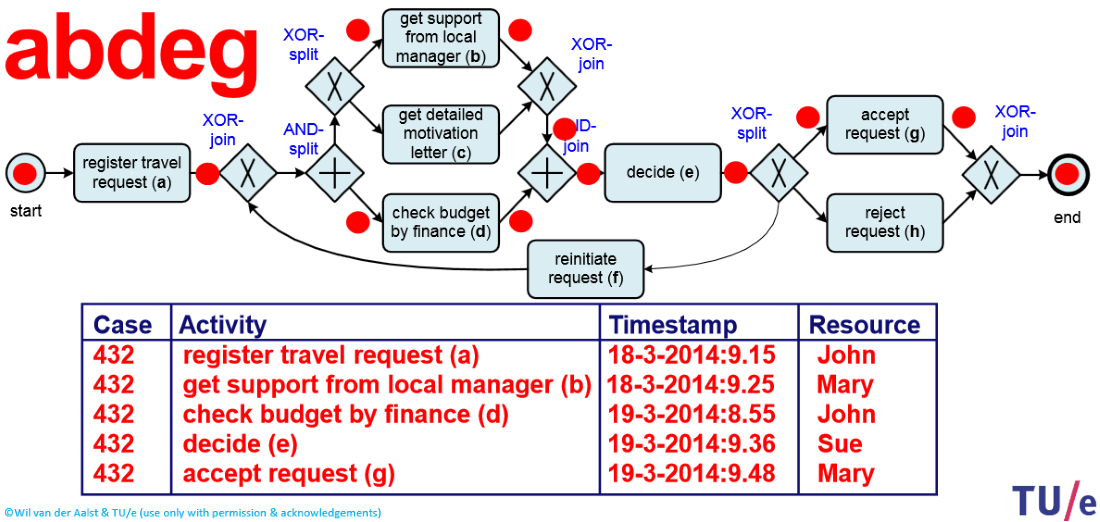 abdeg
XOR-
split
get support
from local
manager (b)
XOR-
join
get detailed
motivation
letter (c)
XOR-
join
AND-
split
register travel
request (a)
start
check budget
by finance (d)
ID-
join
decide (e)
XOR-
split
accept
request (g)
XOR-
join
reject
request (h)
end
reinitiate
request (f)
Case Activity Timestamp Resource
432 register travel request (a) 18-3-2014:9.15 John
432 get support from local manager (b) 18-3-2014:9.25 Mary
432 check budget by finance (d) 19-3-2014:8.55 John
432 decide (e) 19-3-2014:9.36 Sue
432 accept request (g) 19-3-2014:9.48 Mary
©Wil van der Aalst & TU/e (use only with permission & acknowledgements)
TU/e